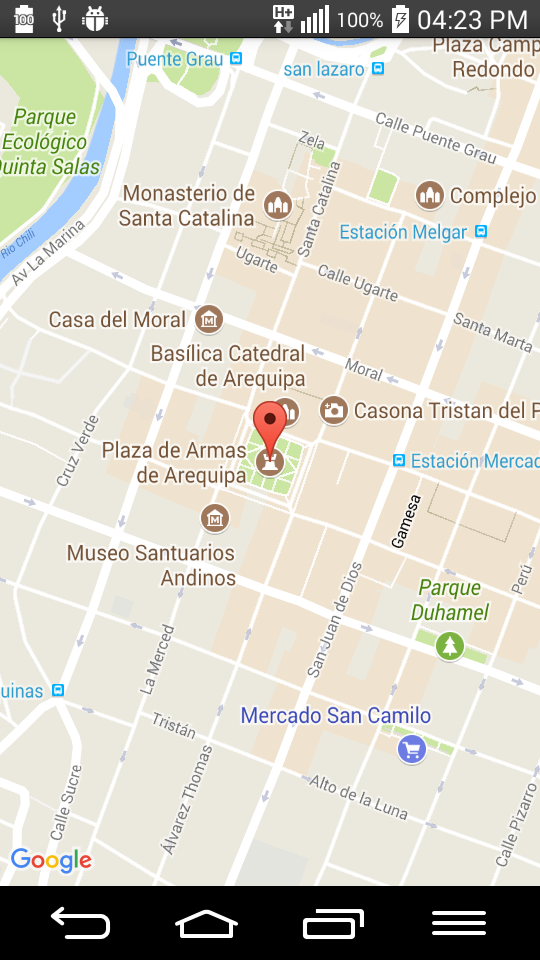 100
H+
100%
04:23 PM
Plaza Camp
Redondo
Puente Grau
san lazaro
Parque
Ecológico
Quinta Salas
Calle Puente Grau
Zela
Monasterio de
Santa Catalina
Santa Catalina
Complejo
Estación Melgar
Rio Chili
Av La Marina
Ugarte
Calle Ugarte
Casa del Moral
Santa Marta
Basílica Catedral
de Arequipa
Moral
Casona Tristan del P
Cruz Verde
Plaza de Armas
de Arequipa
Estación Mercad
Gamesa
Museo Santuarios
Andinos
Perú
Parque
Duhamel
San Juan de Dios
La Merced
uinas
Mercado San Camilo
Tristán
Álvarez Thomas
Calle Sucre
Alto de la Luna
Calle Pizarro
Google